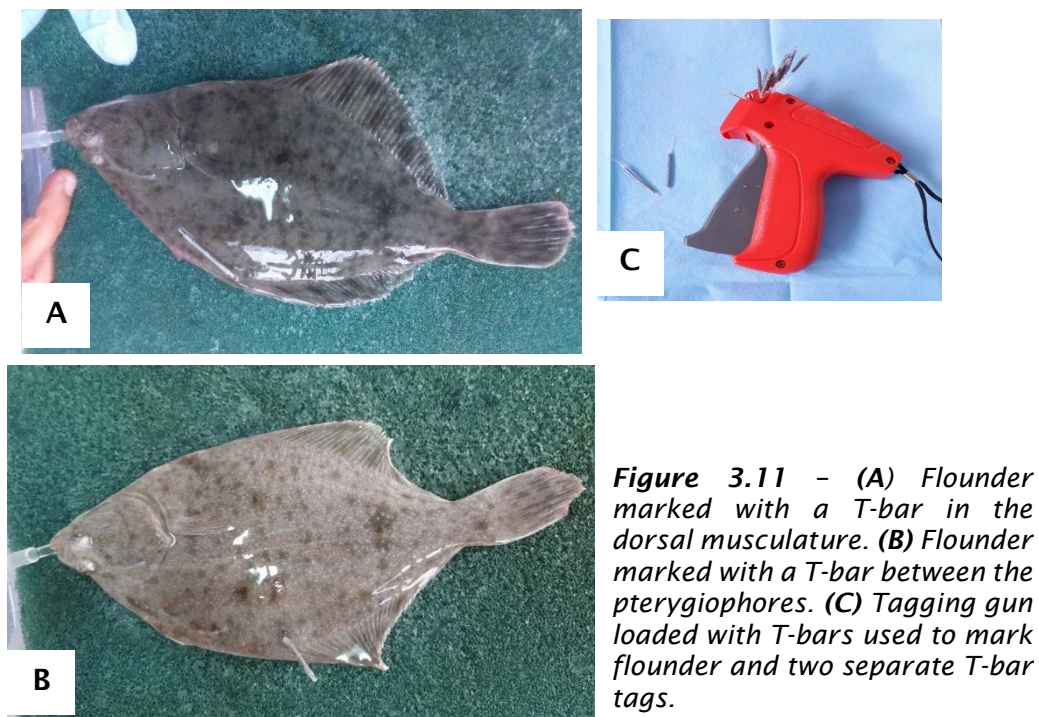 A
C
B
Figure 3.11 – (A) Flounder
marked with a T-bar in the
dorsal musculature. (B) Flounder
marked with a T-bar between the
pterygiophores. (C) Tagging gun
loaded with T-bars used to mark
flounder and two separate T-bar
tags.